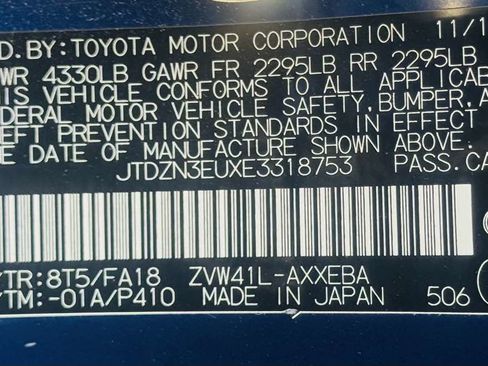 D.BY:TOYOTA MOTOR CORPORATION 11/1
WR 4330LB GAWR FR 2295LB RR 2295LB
IS VEHICLE CONFORMS TO ALL APPLICAB
DERAL MOTOR VEHICLE SAFETY, BUMPER, A
EFT PREVENTION STANDARDS IN EFFECT
E DATE OF MANUFACTURE SHOWN ABOVE.
JTDZN3EUXE3318753 PASS.CA
/TR:8T5/FA18 ZVW41L-AXXEBA
/TM:-01A/P410 MADE IN JAPAN 506